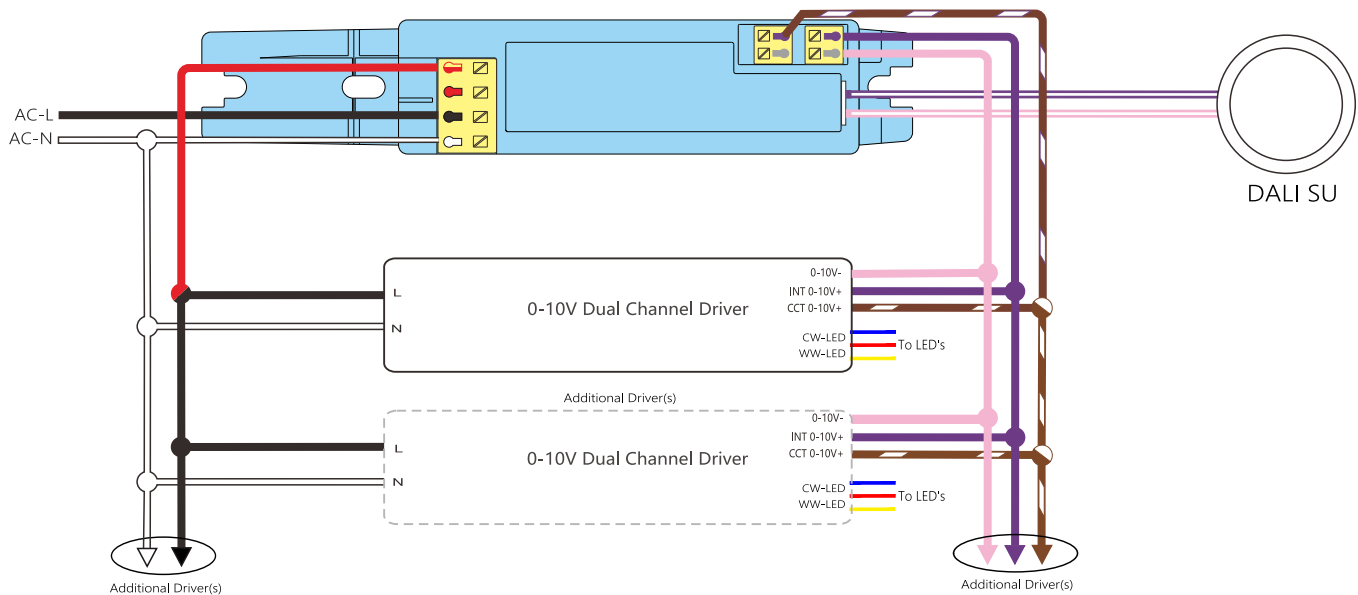 AC-L
AC-N
DALI SU
0-10V-
L
0-10V Dual Channel Driver
INT 0-10V+
CCT 0-10V+
N
CW-LED
To LED's
WW-LED
Additional Driver(s)
0-10V-
L
0-10V Dual Channel Driver
INT 0-10V+
CCT 0-10V+
N
CW-LED
To LED's
WW-LED
Additional Driver(s)
Additional Driver(s)